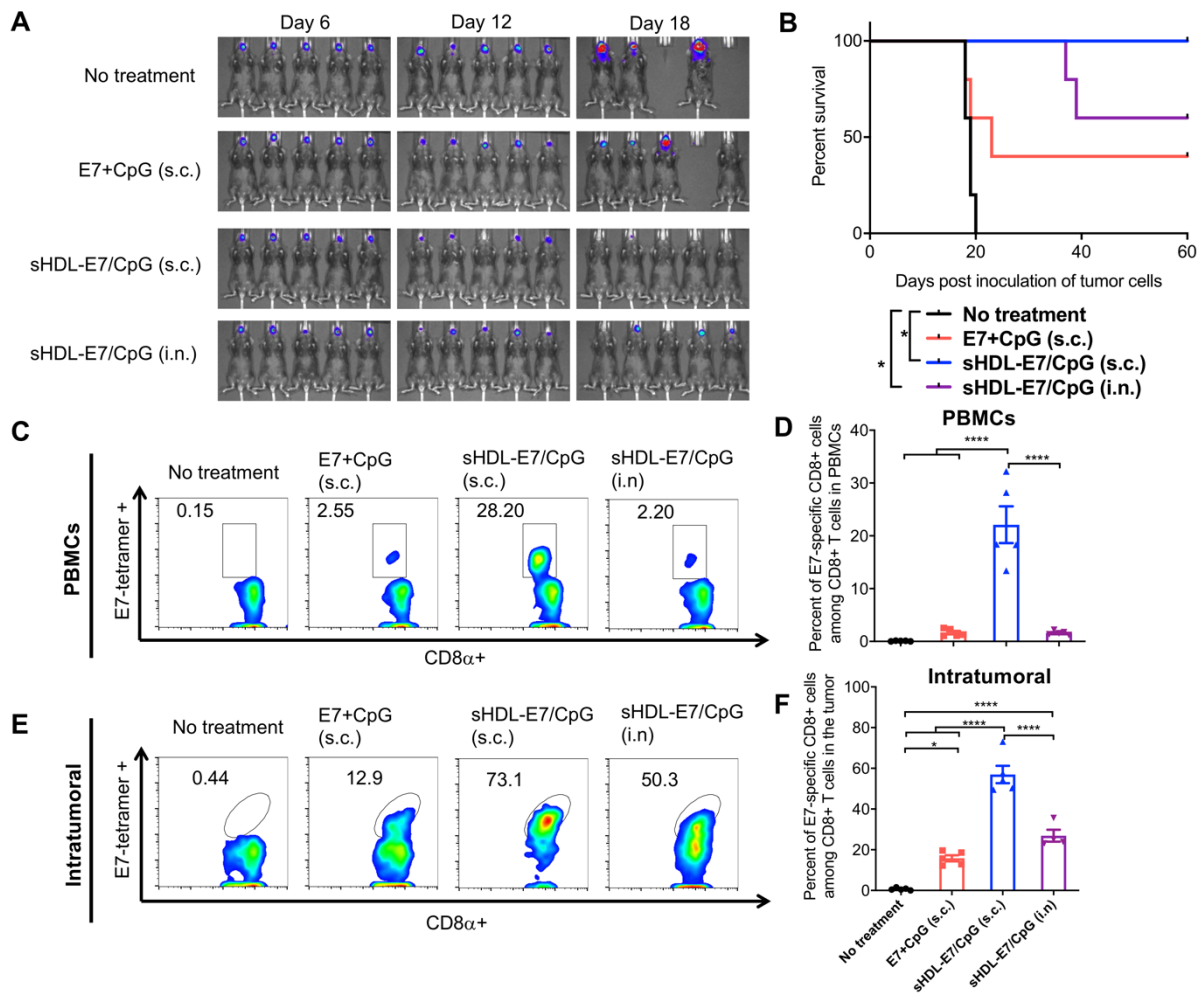 A
Day 6
Day 12
Day 18
No treatment
E7+CpG (s.c.)
sHDL-E7/CpG (s.c.)
sHDL-E7/CpG (i.n.)
B
Percent survival
100
50
0
0
20
40
60
Days post inoculation of tumor cells
*
*
No treatment
E7+CpG (s.c.)
sHDL-E7/CpG (s.c.)
sHDL-E7/CpG (i.n.)
C
PBMCs
No treatment
E7+CpG
(s.c.)
sHDL-E7/CpG
(s.c.)
sHDL-E7/CpG
(i.n)
E7-tetramer +
0.15
2.55
28.20
2.20
CD8α+
D
PBMCs
Percent of E7-specific CD8+ cells
among CD8+ T cells in PBMCs
40
30
20
10
0
****
****
E
Intratumoral
No treatment
E7+CpG
(s.c.)
sHDL-E7/CpG
(s.c.)
sHDL-E7/CpG
(i.n)
E7-tetramer +
0.44
12.9
73.1
50.3
CD8α+
F
Intratumoral
Percent of E7-specific CD8+ cells
among CD8+ T cells in the tumor
100
80
60
40
20
0
****
****
****
*
No treatment
E7+CpG (s.c.)
sHDL-E7/CpG (s.c.)
sHDL-E7/CpG (i.n)